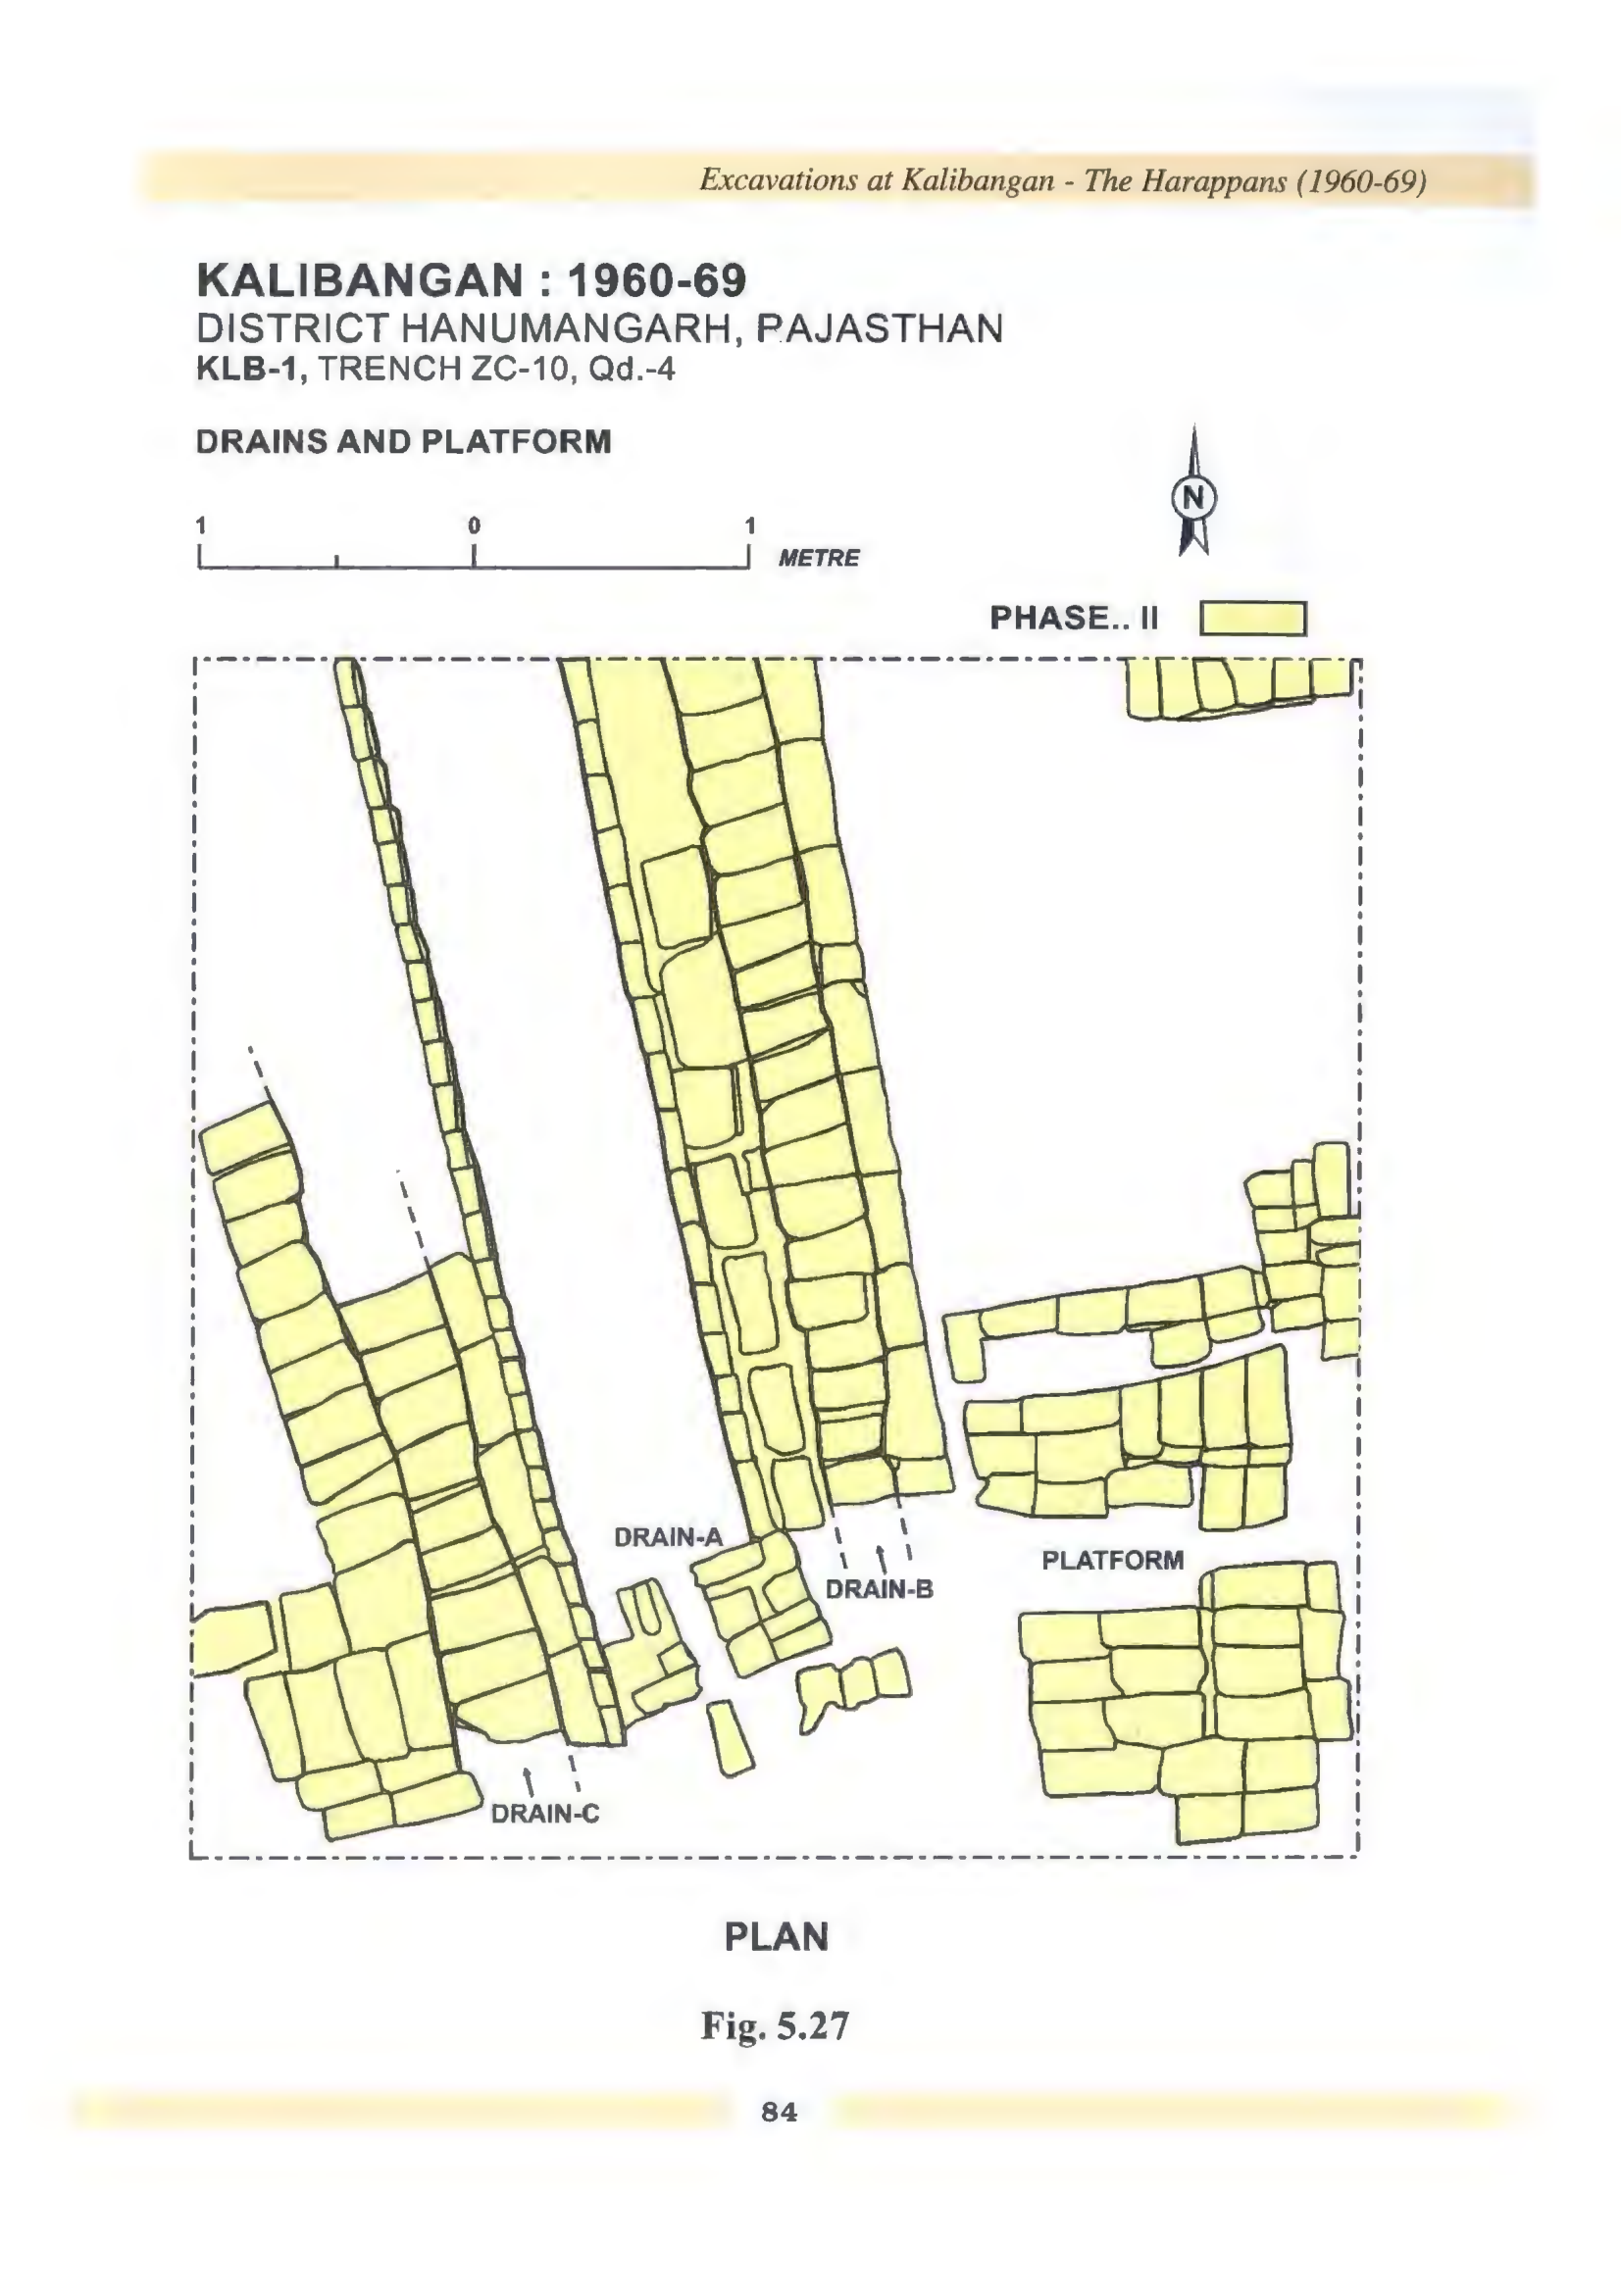 Excavations at Kalibangan - The Harappans (1960-69)
KALIBANGAN : 1960-69
DISTRICT HANUMANGARH, PAJASTHAN
KLB-1, TRENCH ZC-10, Qd.-4
DRAINS AND PLATFORM
N
1 0 1
METRE
PHASE.. II
DRAIN-A
DRAIN-B
PLATFORM
DRAIN-C
PLAN
Fig. 5.27
84